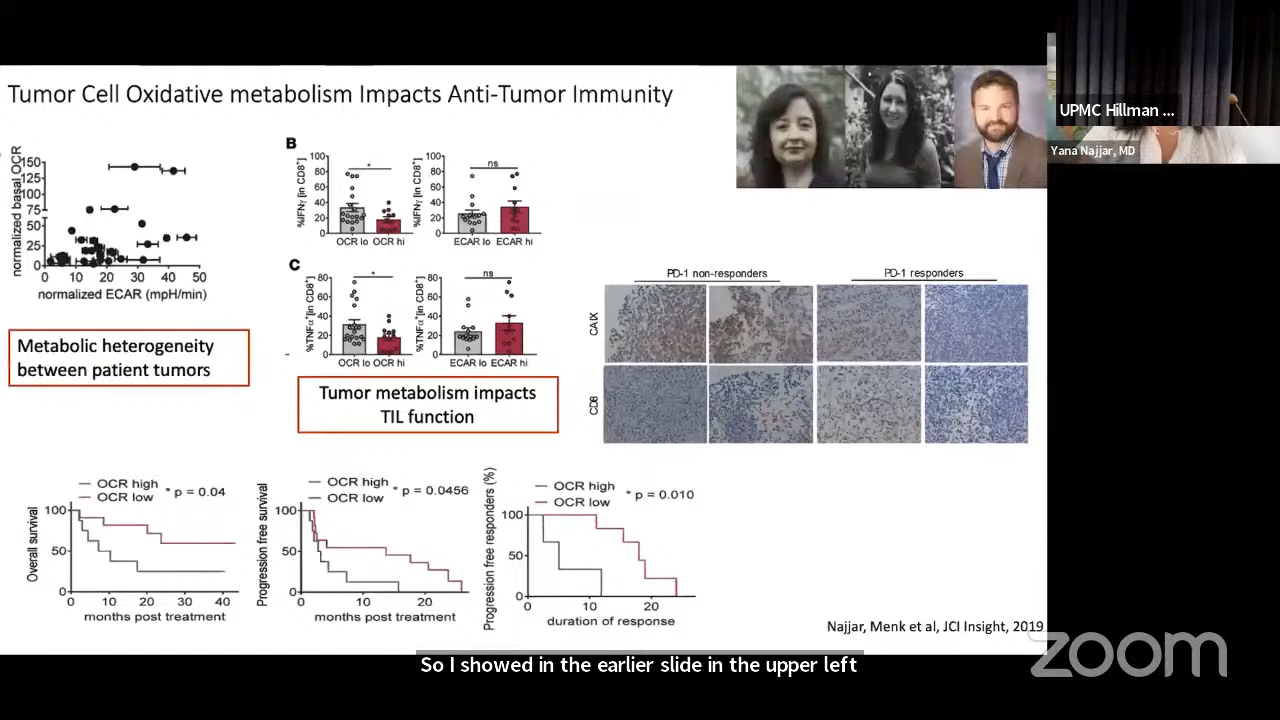 Tumor Cell Oxidative metabolism Impacts Anti-Tumor Immunity
UPMC Hillman ...
Yana Najjar, MD
normalized basal OCR
150
125
100
75
50
25
0
0 10 20 30 40 50
normalized ECAR (mpH/min)
Metabolic heterogeneity
between patient tumors
B
%IFNγ [in CD8+]
100
80
60
40
20
0
*
OCR lo OCR hi
%IFNγ [in CD8+]
100
80
60
40
20
0
ns
ECAR lo ECAR hi
C
%TNFα+[in CD8+]
80
60
40
20
0
*
OCR lo OCR hi
%TNFα+[in CD8+]
80
60
40
20
0
ns
ECAR lo ECAR hi
Tumor metabolism impacts
TIL function
PD-1 non-responders
PD-1 responders
CAIX
CD8
Overall survival
OCR high
OCR low
* p = 0.04
100
50
0
0 10 20 30 40
months post treatment
Progression free survival
OCR high
OCR low
* p = 0.0456
100
50
0
0 10 20
months post treatment
Progression free responders (%)
OCR high
OCR low
* p = 0.010
100
50
0
0 10 20
duration of response
Najjar, Menk et al, JCI Insight, 2019
So I showed in the earlier slide in the upper left
zoom